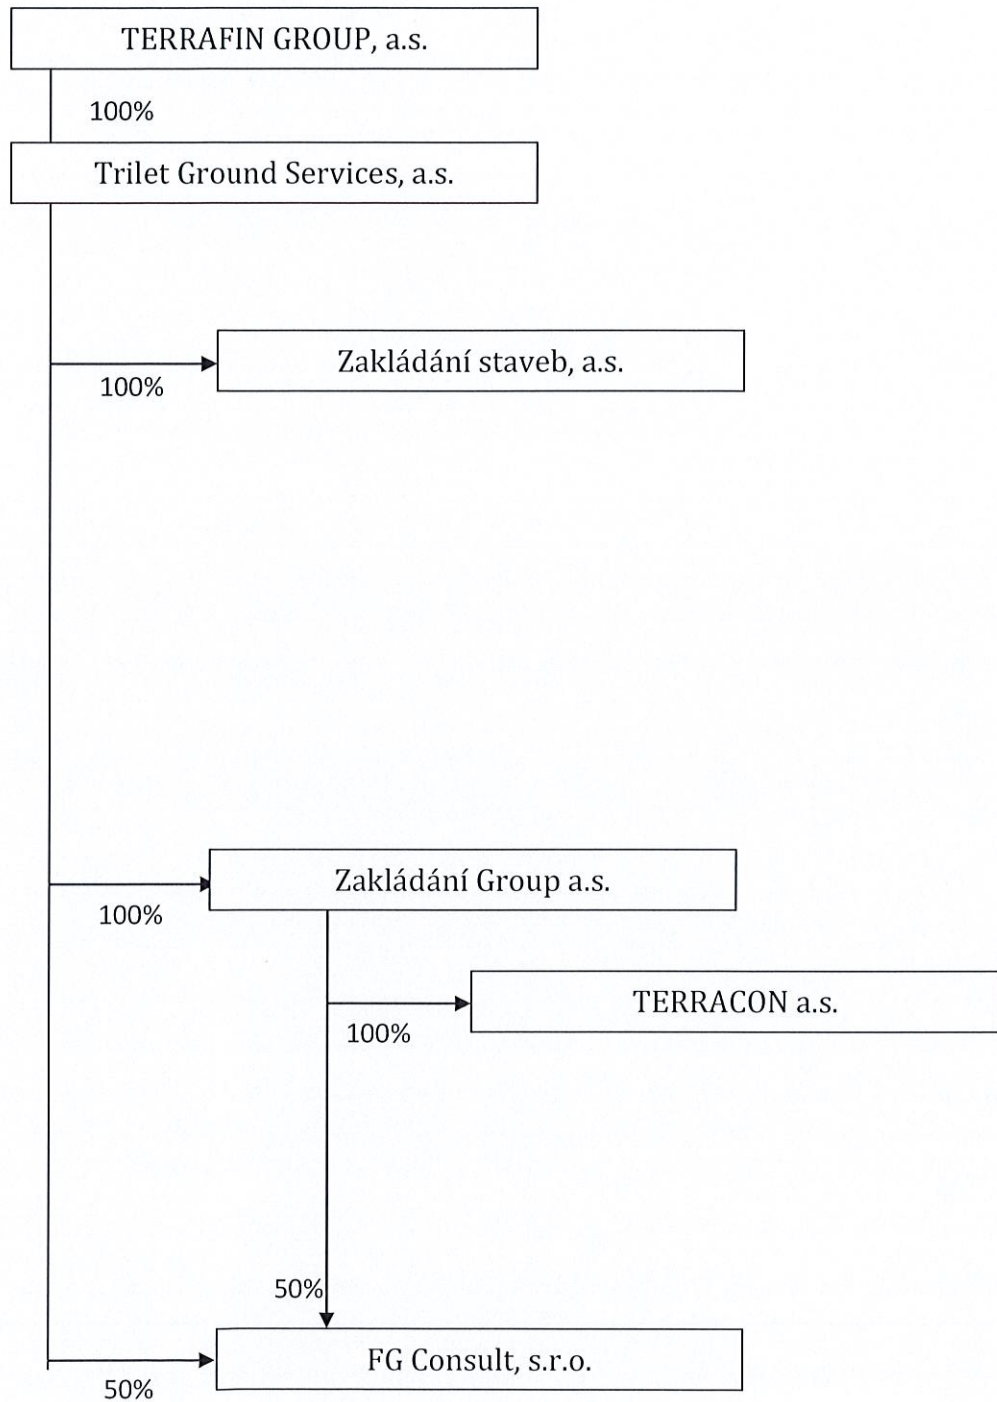 TERRAFIN GROUP, a.s.
100%
Trilet Ground Services, a.s.
Zakládání staveb, a.s.
100%
Zakládání Group a.s.
100%
TERRACON a.s.
100%
50%
FG Consult, s.r.o.
50%